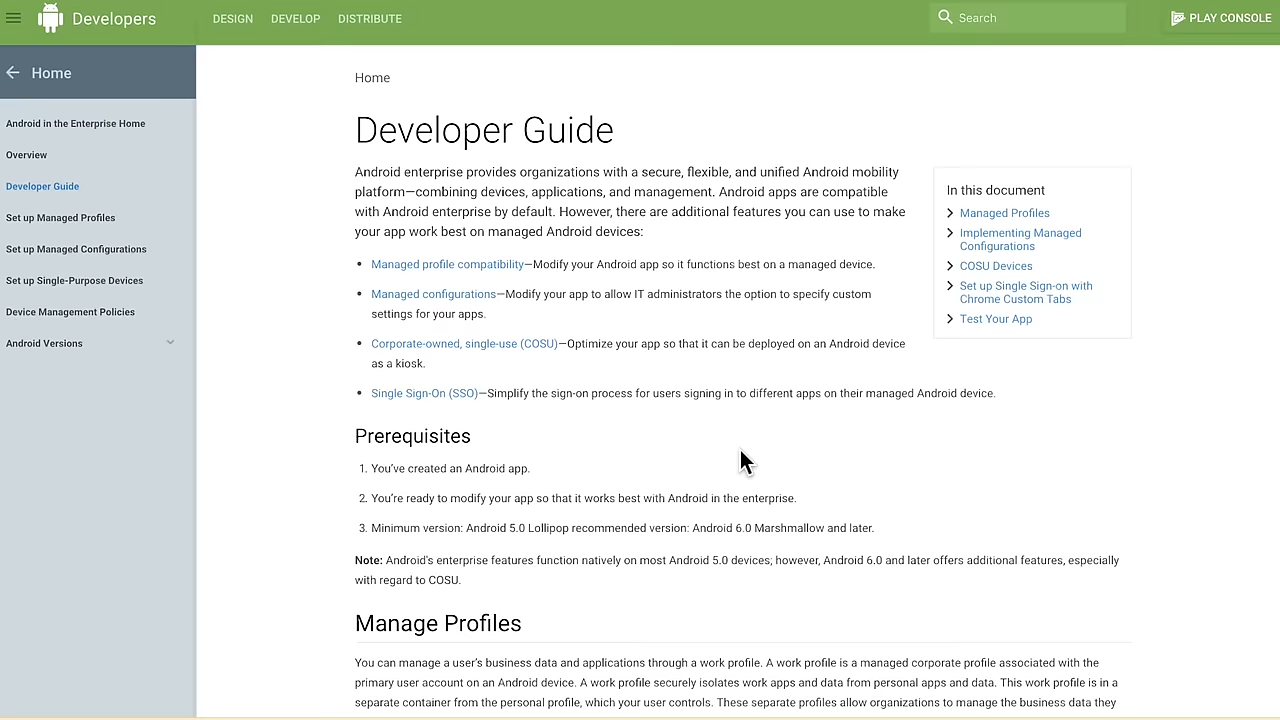 Developers
DESIGN
DEVELOP
DISTRIBUTE
Search
PLAY CONSOLE
Home
Android in the Enterprise Home
Overview
Developer Guide
Set up Managed Profiles
Set up Managed Configurations
Set up Single-Purpose Devices
Device Management Policies
Android Versions
Home
Developer Guide
Android enterprise provides organizations with a secure, flexible, and unified Android mobility
platform—combining devices, applications, and management. Android apps are compatible
with Android enterprise by default. However, there are additional features you can use to make
your app work best on managed Android devices:
• Managed profile compatibility—Modify your Android app so it functions best on a managed device.
• Managed configurations—Modify your app to allow IT administrators the option to specify custom
settings for your apps.
• Corporate-owned, single-use (COSU)—Optimize your app so that it can be deployed on an Android device
as a kiosk.
• Single Sign-On (SSO)—Simplify the sign-on process for users signing in to different apps on their managed Android device.
In this document
Managed Profiles
Implementing Managed
Configurations
COSU Devices
Set up Single Sign-on with
Chrome Custom Tabs
Test Your App
Prerequisites
1. You've created an Android app.
2. You're ready to modify your app so that it works best with Android in the enterprise.
3. Minimum version: Android 5.0 Lollipop recommended version: Android 6.0 Marshmallow and later.
Note: Android's enterprise features function natively on most Android 5.0 devices; however, Android 6.0 and later offers additional features, especially
with regard to COSU.
Manage Profiles
You can manage a user's business data and applications through a work profile. A work profile is a managed corporate profile associated with the
primary user account on an Android device. A work profile securely isolates work apps and data from personal apps and data. This work profile is in a
separate container from the personal profile, which your user controls. These separate profiles allow organizations to manage the business data they